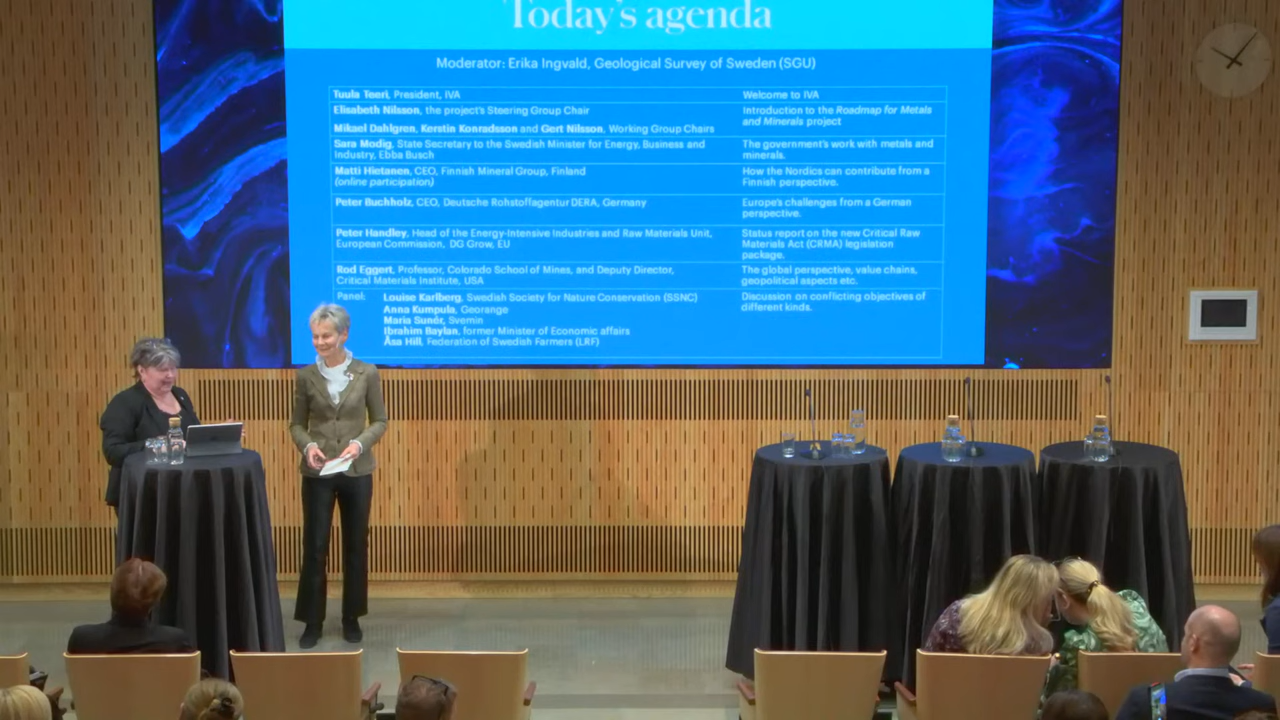 Today's agenda
Moderator: Erika Ingvald, Geological Survey of Sweden (SGU)
Tuula Teeri, President, IVA
Welcome to IVA
Elisabeth Nilsson, the project's Steering Group Chair
Mikael Dahlgren, Kerstin Konradsson and Gert Nilsson, Working Group Chairs
Introduction to the Roadmap for Metals
and Minerals project
Sara Modig, State Secretary to the Swedish Minister for Energy, Business and
Industry, Ebba Busch
The government's work with metals and
minerals.
Matti Hietanen, CEO, Finnish Mineral Group, Finland
(online participation)
How the Nordics can contribute from a
Finnish perspective.
Peter Buchholz, CEO, Deutsche Rohstoffagentur DERA, Germany
Europe's challenges from a German
perspective.
Peter Handley, Head of the Energy-Intensive Industries and Raw Materials Unit,
European Commission, DG Grow, EU
Status report on the new Critical Raw
Materials Act (CRMA) legislation
package.
Rod Eggert, Professor, Colorado School of Mines, and Deputy Director,
Critical Materials Institute, USA
The global perspective, value chains,
geopolitical aspects etc.
Panel: Louise Karlberg, Swedish Society for Nature Conservation (SSNC)
Anna Kumpula, Georange
Maria Sunér, Svemin
Ibrahim Baylan, former Minister of Economic affairs
Åsa Hill, Federation of Swedish Farmers (LRF)
Discussion on conflicting objectives of
different kinds.